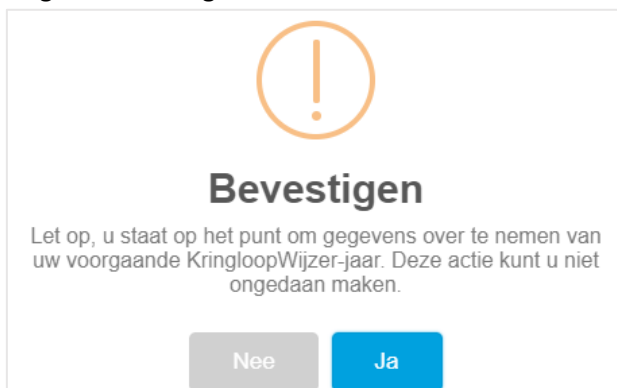 Bevestigen
Let op, u staat op het punt om gegevens over te nemen van
uw voorgaande KringloopWijzer-jaar. Deze actie kunt u niet
ongedaan maken.
Nee
Ja